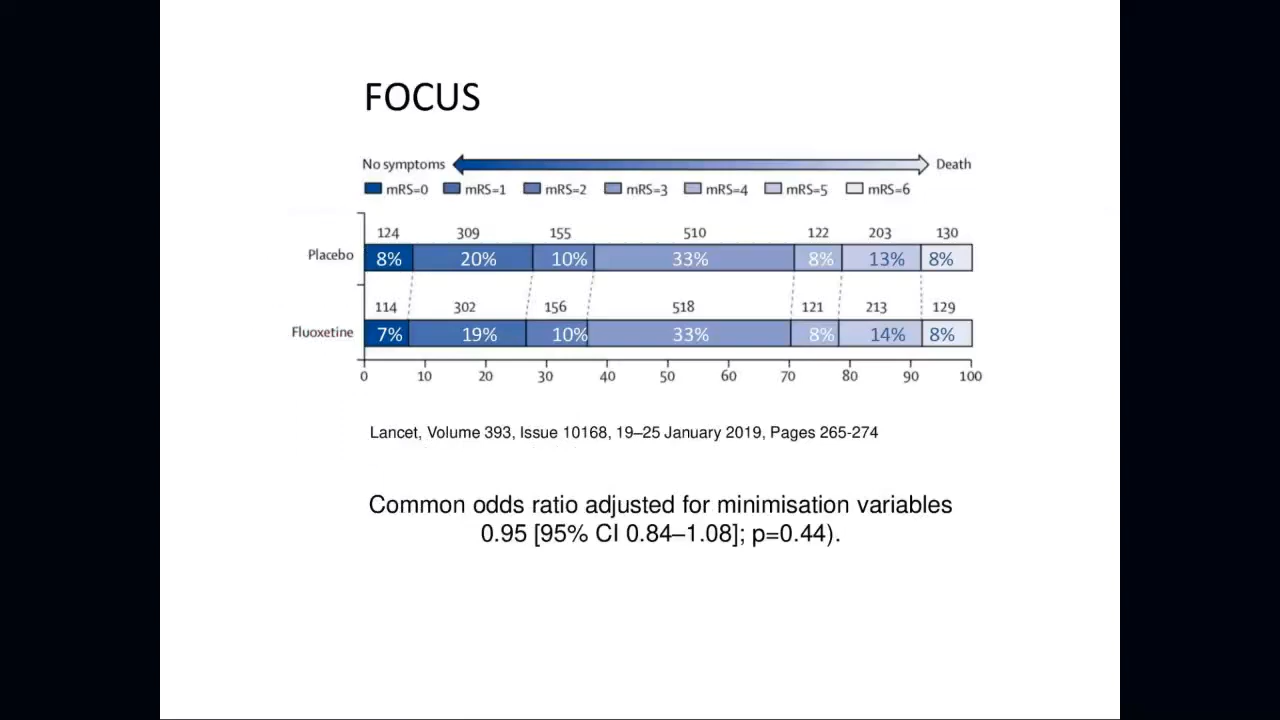 FOCUS
No symptoms Death
mRS=0 mRS=1 mRS=2 mRS=3 mRS=4 mRS=5 mRS=6
124 309 155 510 122 203 130
Placebo 8% 20% 10% 33% 8% 13% 8%
114 302 156 518 121 213 129
Fluoxetine 7% 19% 10% 33% 8% 14% 8%
0 10 20 30 40 50 60 70 80 90 100
Lancet, Volume 393, Issue 10168, 19–25 January 2019, Pages 265-274
Common odds ratio adjusted for minimisation variables
0.95 [95% CI 0.84–1.08]; p=0.44).